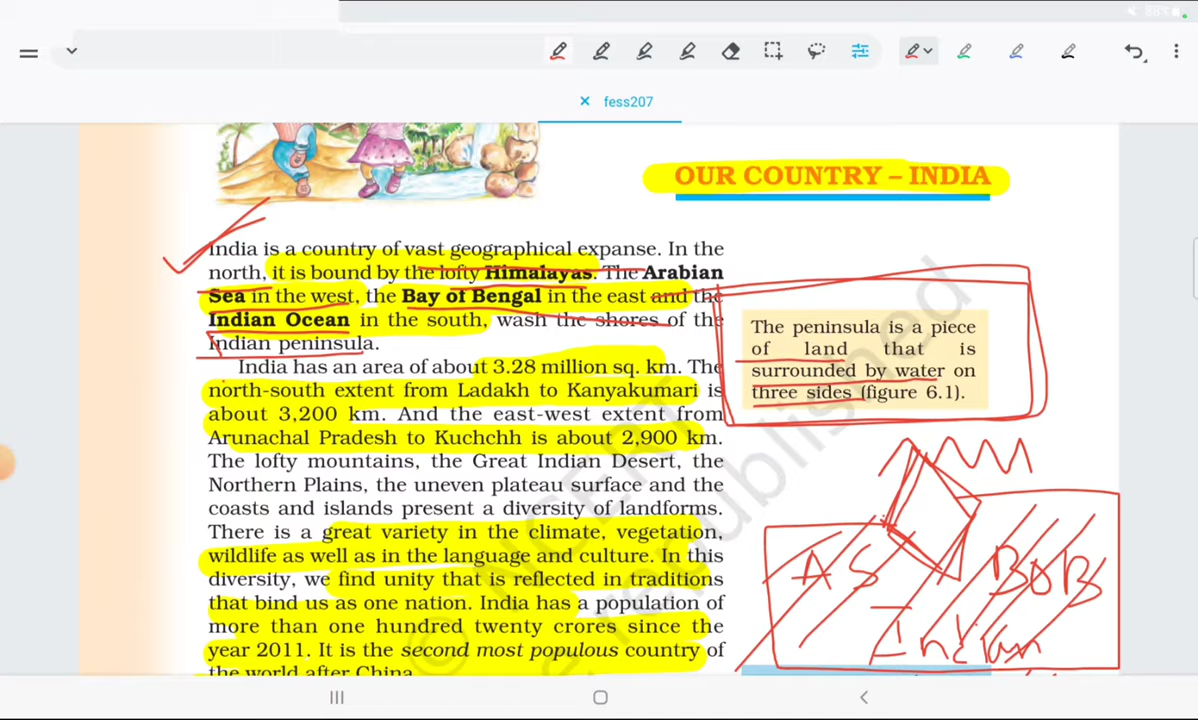 88%
fess207
OUR COUNTRY – INDIA
India is a country of vast geographical expanse. In the
north, it is bound by the lofty Himalayas. The Arabian
Sea in the west, the Bay of Bengal in the east and the
Indian Ocean in the south, wash the shores of the
Indian peninsula.
India has an area of about 3.28 million sq. km. The
north-south extent from Ladakh to Kanyakumari is
about 3,200 km. And the east-west extent from
Arunachal Pradesh to Kuchchh is about 2,900 km.
The lofty mountains, the Great Indian Desert, the
Northern Plains, the uneven plateau surface and the
coasts and islands present a diversity of landforms.
There is a great variety in the climate, vegetation,
wildlife as well as in the language and culture. In this
diversity, we find unity that is reflected in traditions
that bind us as one nation. India has a population of
more than one hundred twenty crores since the
year 2011. It is the second most populous country of
the world after China.
The peninsula is a piece
of land that is
surrounded by water on
three sides (figure 6.1).
AS
BOB
Indian
© NCERT
republished